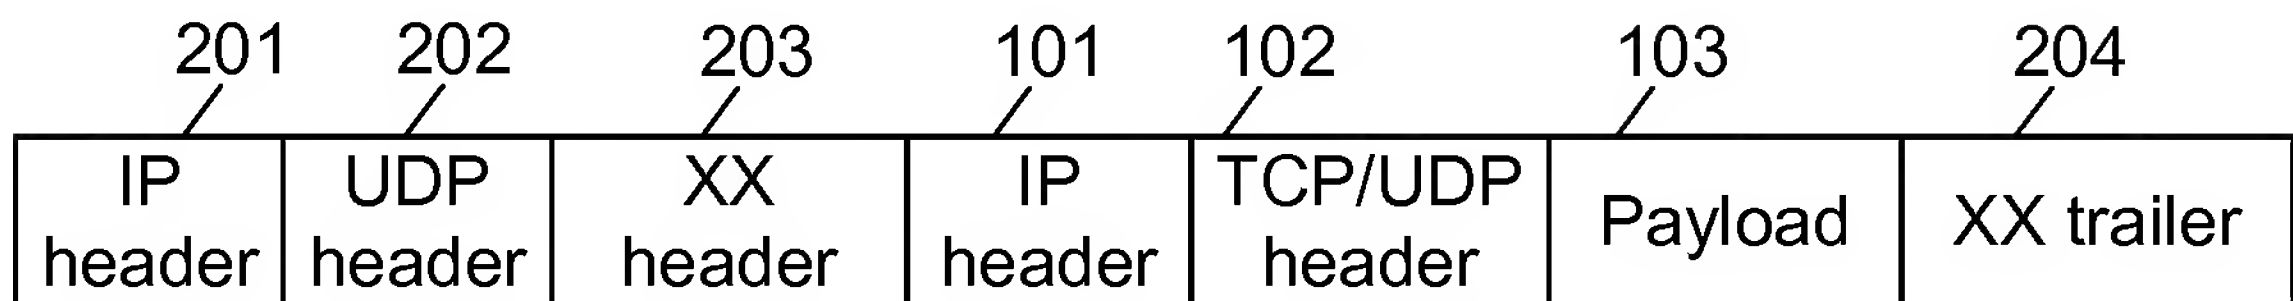 201 202 203 101 102 103 204
IP UDP XX IP TCP/UDP Payload XX trailer
header header header header header